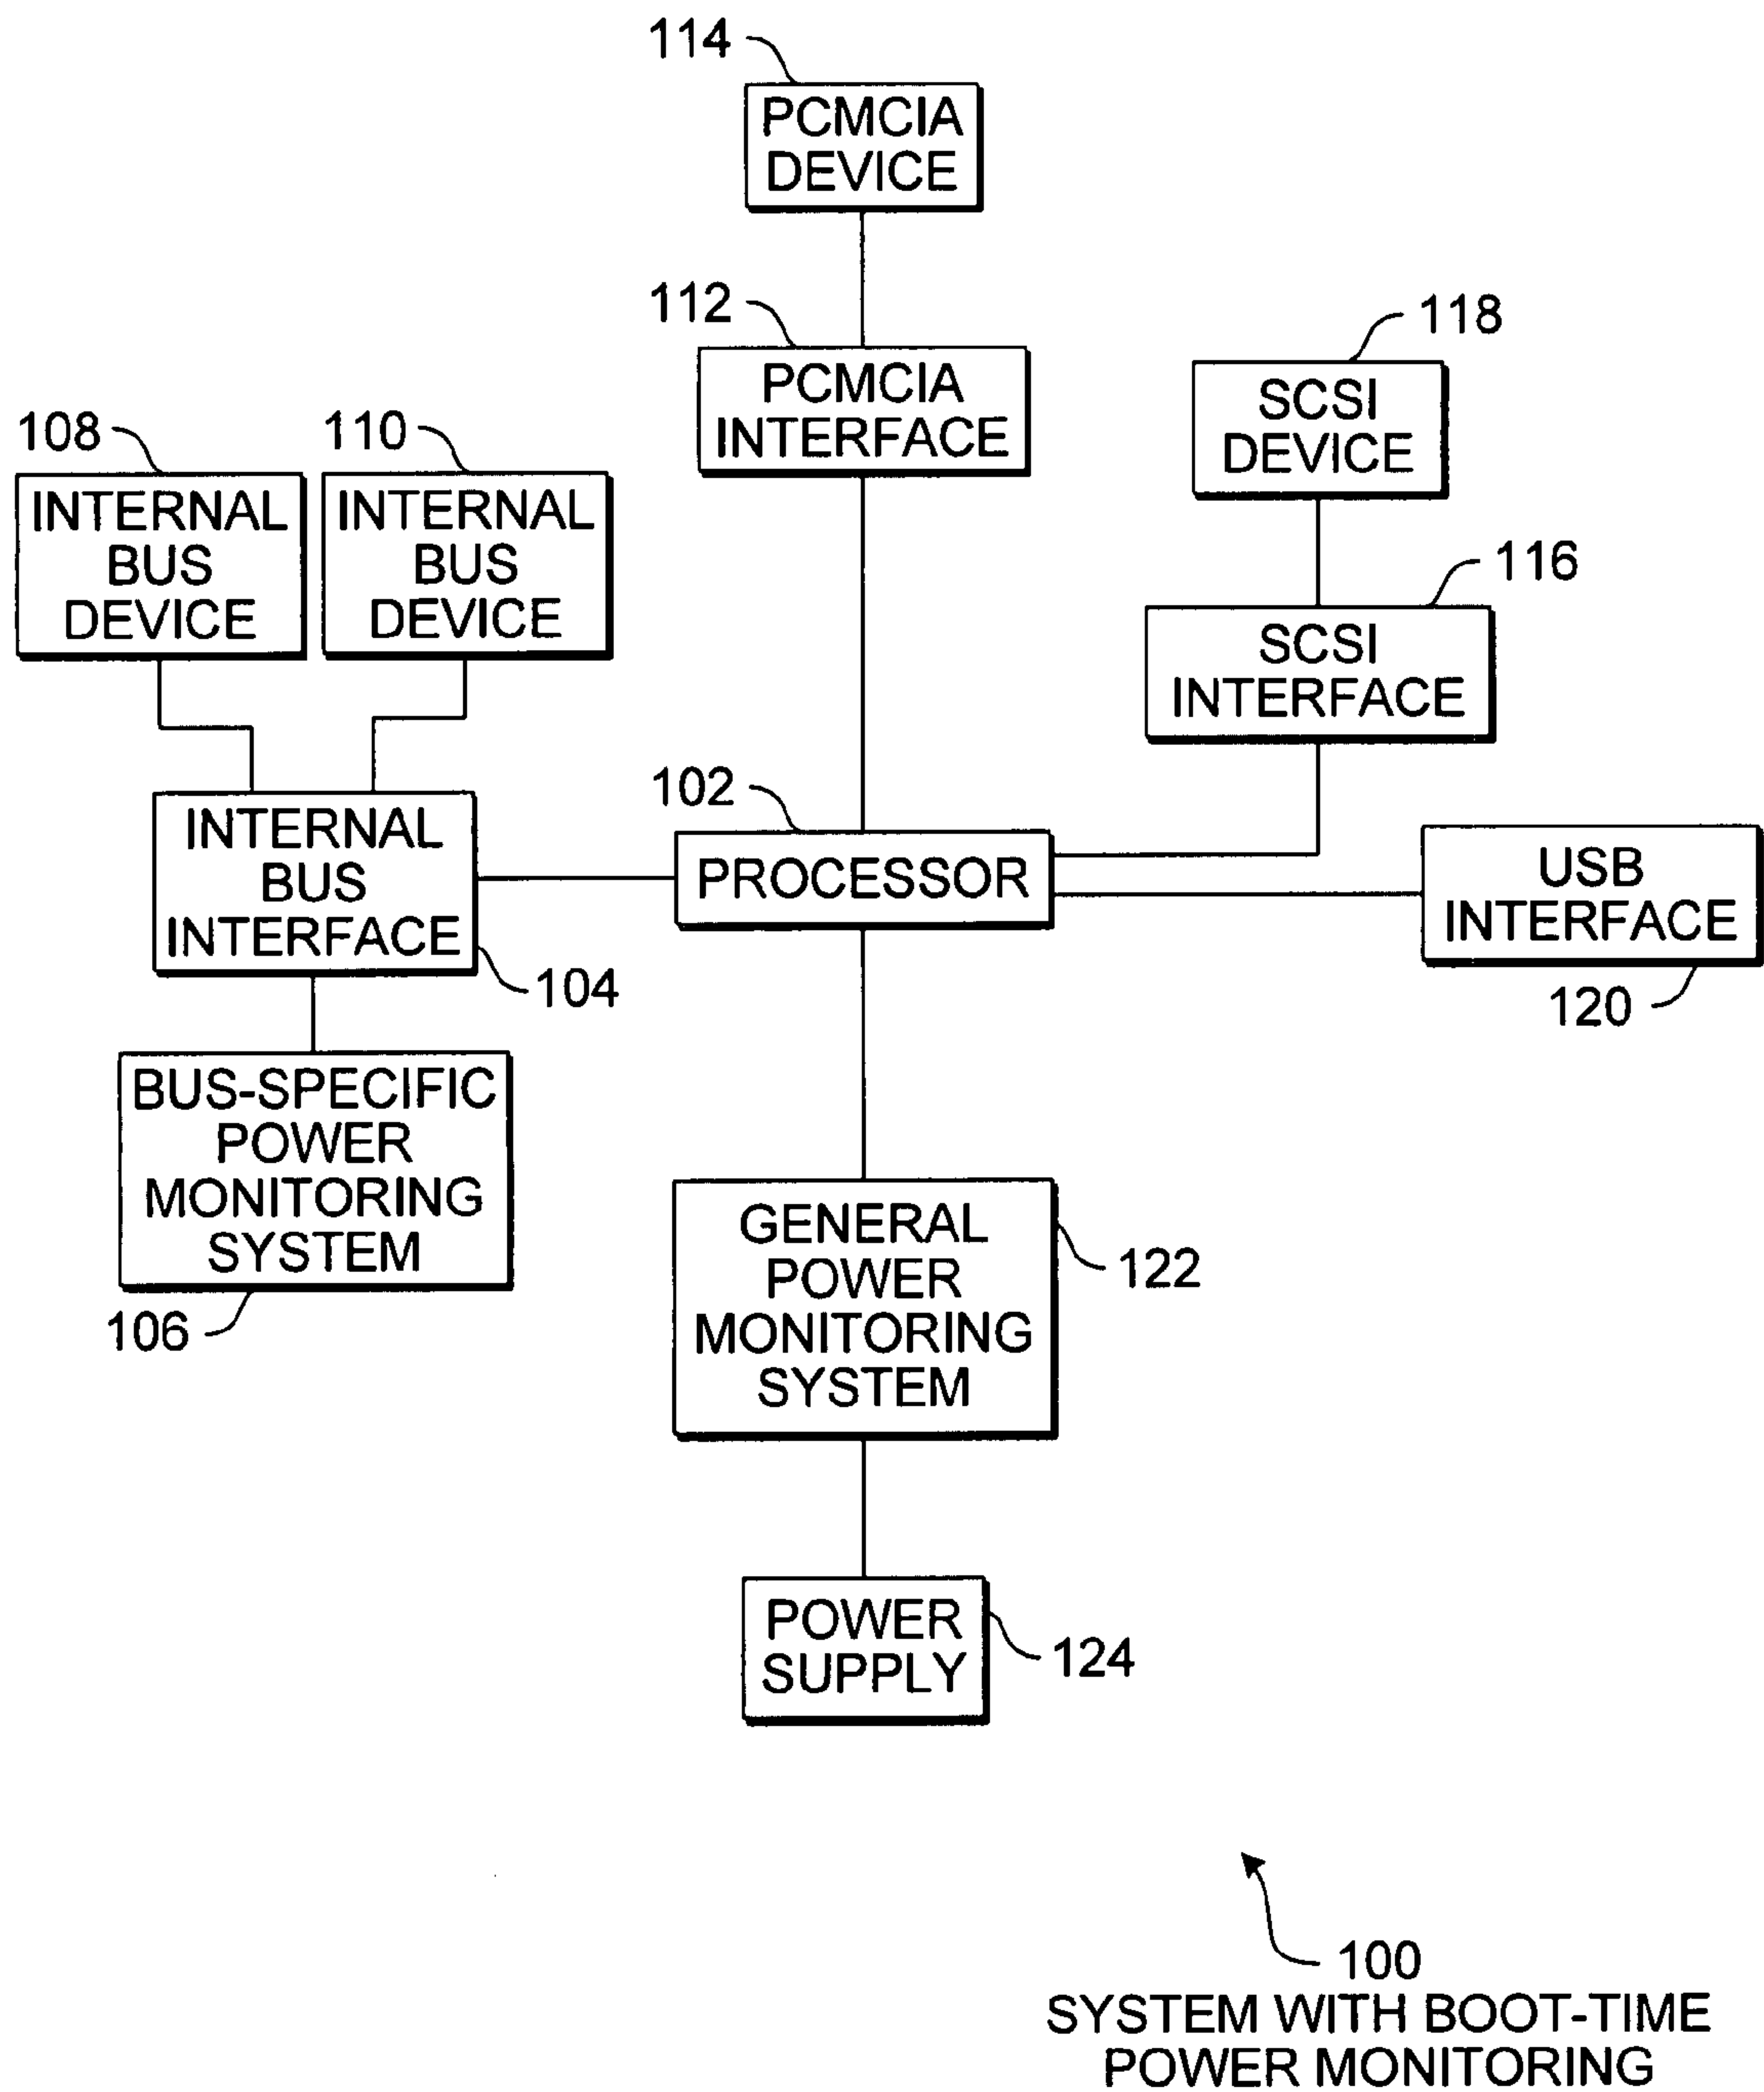 114
PCMCIA
DEVICE
112
PCMCIA
INTERFACE
118
SCSI
DEVICE
108
INTERNAL
BUS
DEVICE
110
INTERNAL
BUS
DEVICE
116
SCSI
INTERFACE
102
PROCESSOR
INTERNAL
BUS
INTERFACE
104
USB
INTERFACE
120
BUS-SPECIFIC
POWER
MONITORING
SYSTEM
106
GENERAL
POWER
MONITORING
SYSTEM
122
POWER
SUPPLY
124
100
SYSTEM WITH BOOT-TIME
POWER MONITORING